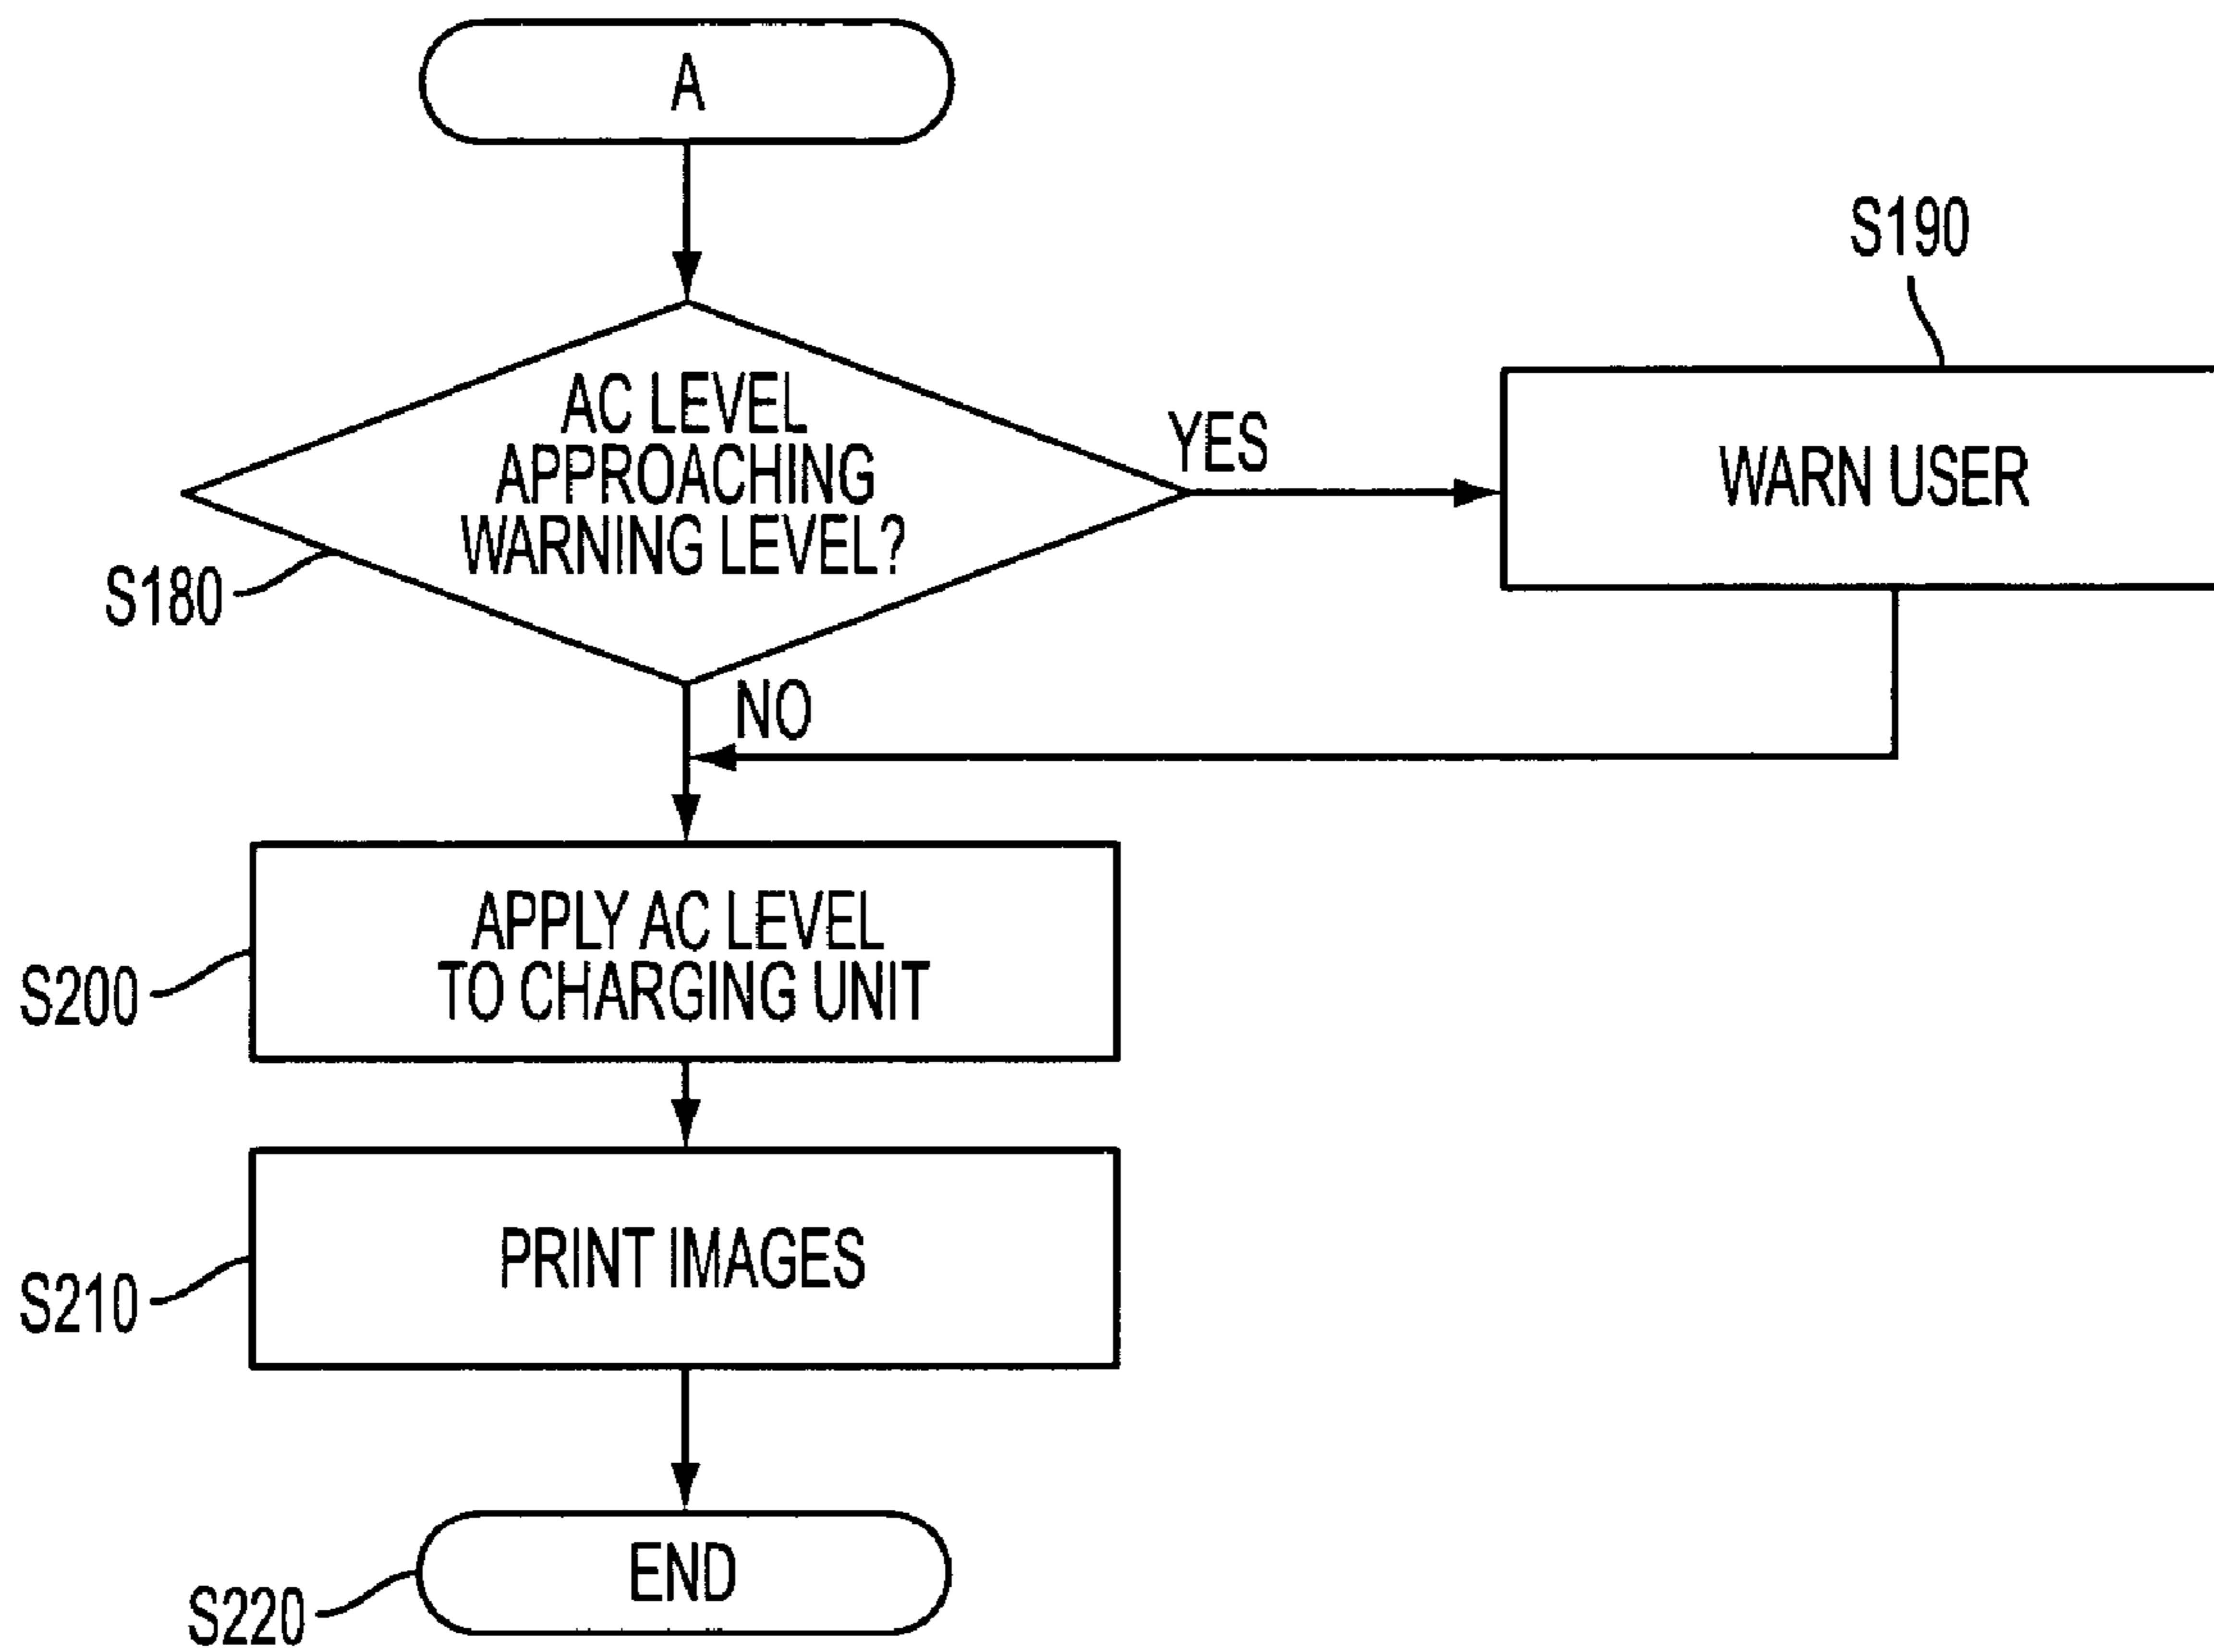 A
S190
AC LEVEL
APPROACHING
WARNING LEVEL?
YES
WARN USER
S180
NO
APPLY AC LEVEL
TO CHARGING UNIT
S200
PRINT IMAGES
S210
END
S220